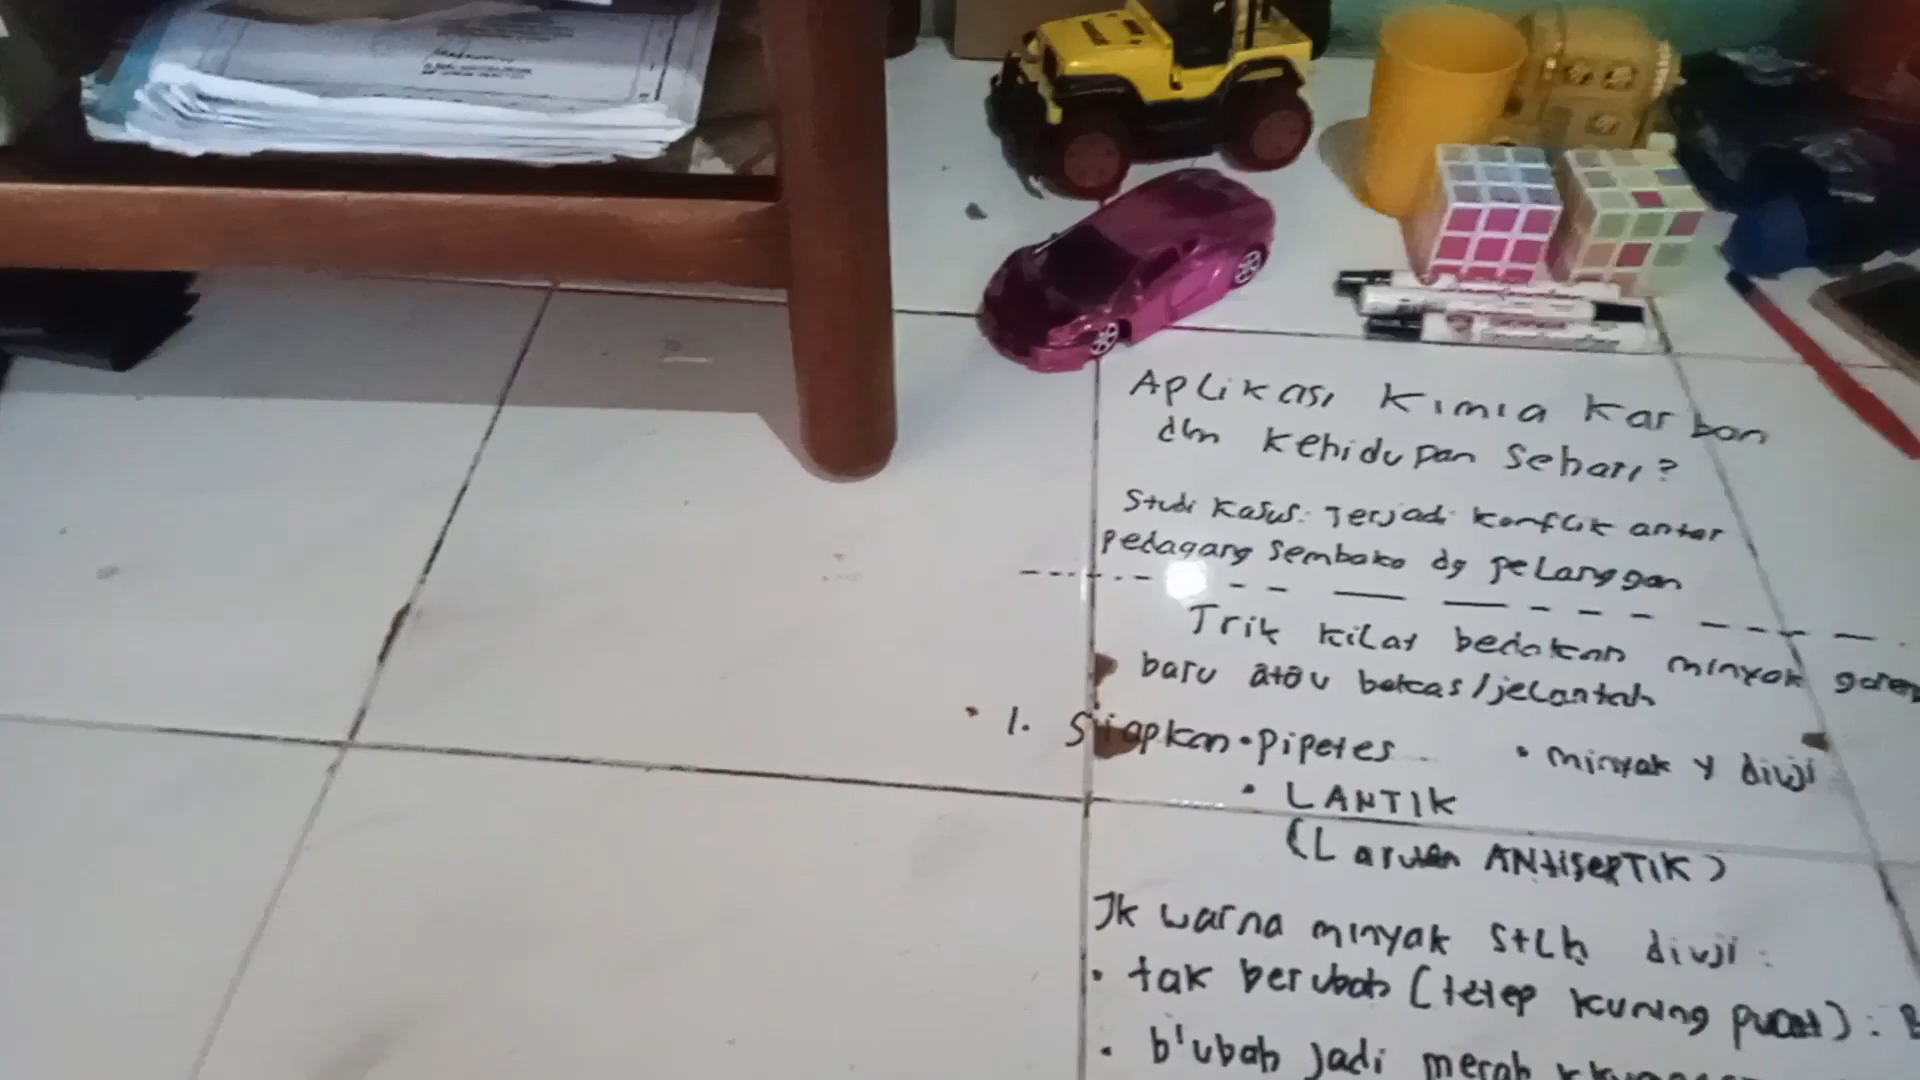 Aplikasi Kimia Karbon
dlm Kehidupan Sehari?
Studi Kasus: Terjadi Konflik antar
pedagang Sembako dg peLanggan
Trik kilat bedakan minyak goren
baru atau bekas/jelantah
• 1. Siapkan • Pipetes • minyak y diuji
• LANTIK
(Larutan ANtisePTIK)
Jk warna minyak stLh diuji:
• tak berubah (tetep kuning pucat): B
• b'ubah jadi merah